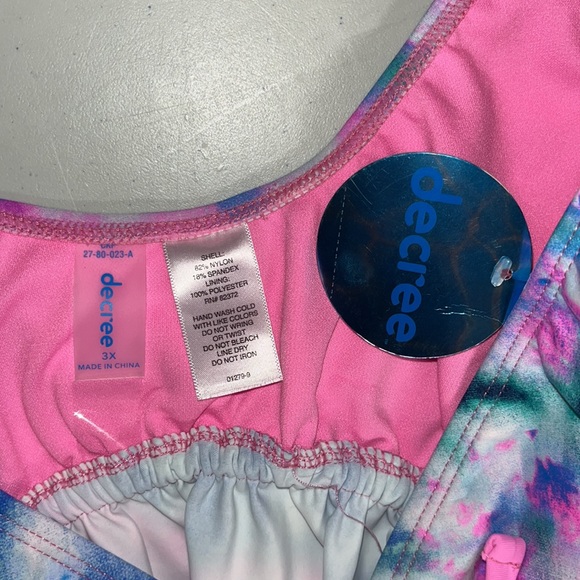 27-80-023-A
decree
3X
MADE IN CHINA
SHELL:
82% NYLON
18% SPANDEX
LINING:
100% POLYESTER
RN# 82372
HAND WASH COLD
WITH LIKE COLORS
DO NOT WRING
OR TWIST
DO NOT BLEACH
LINE DRY
DO NOT IRON
01279-9
decree